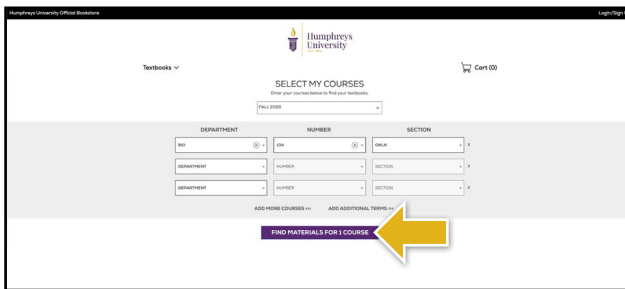 Humphreys University Official Bookstore
Login/Sign
Humphreys
University
Textbooks
Cart (0)
SELECT MY COURSES
Enter your courses below to find your textbooks
FALL 2020
DEPARTMENT NUMBER SECTION
BIO X 104 X ONLN X
DEPARTMENT NUMBER SECTION X
DEPARTMENT NUMBER SECTION X
ADD MORE COURSES >>> ADD ADDITIONAL TERMS >>>
FIND MATERIALS FOR 1 COURSE